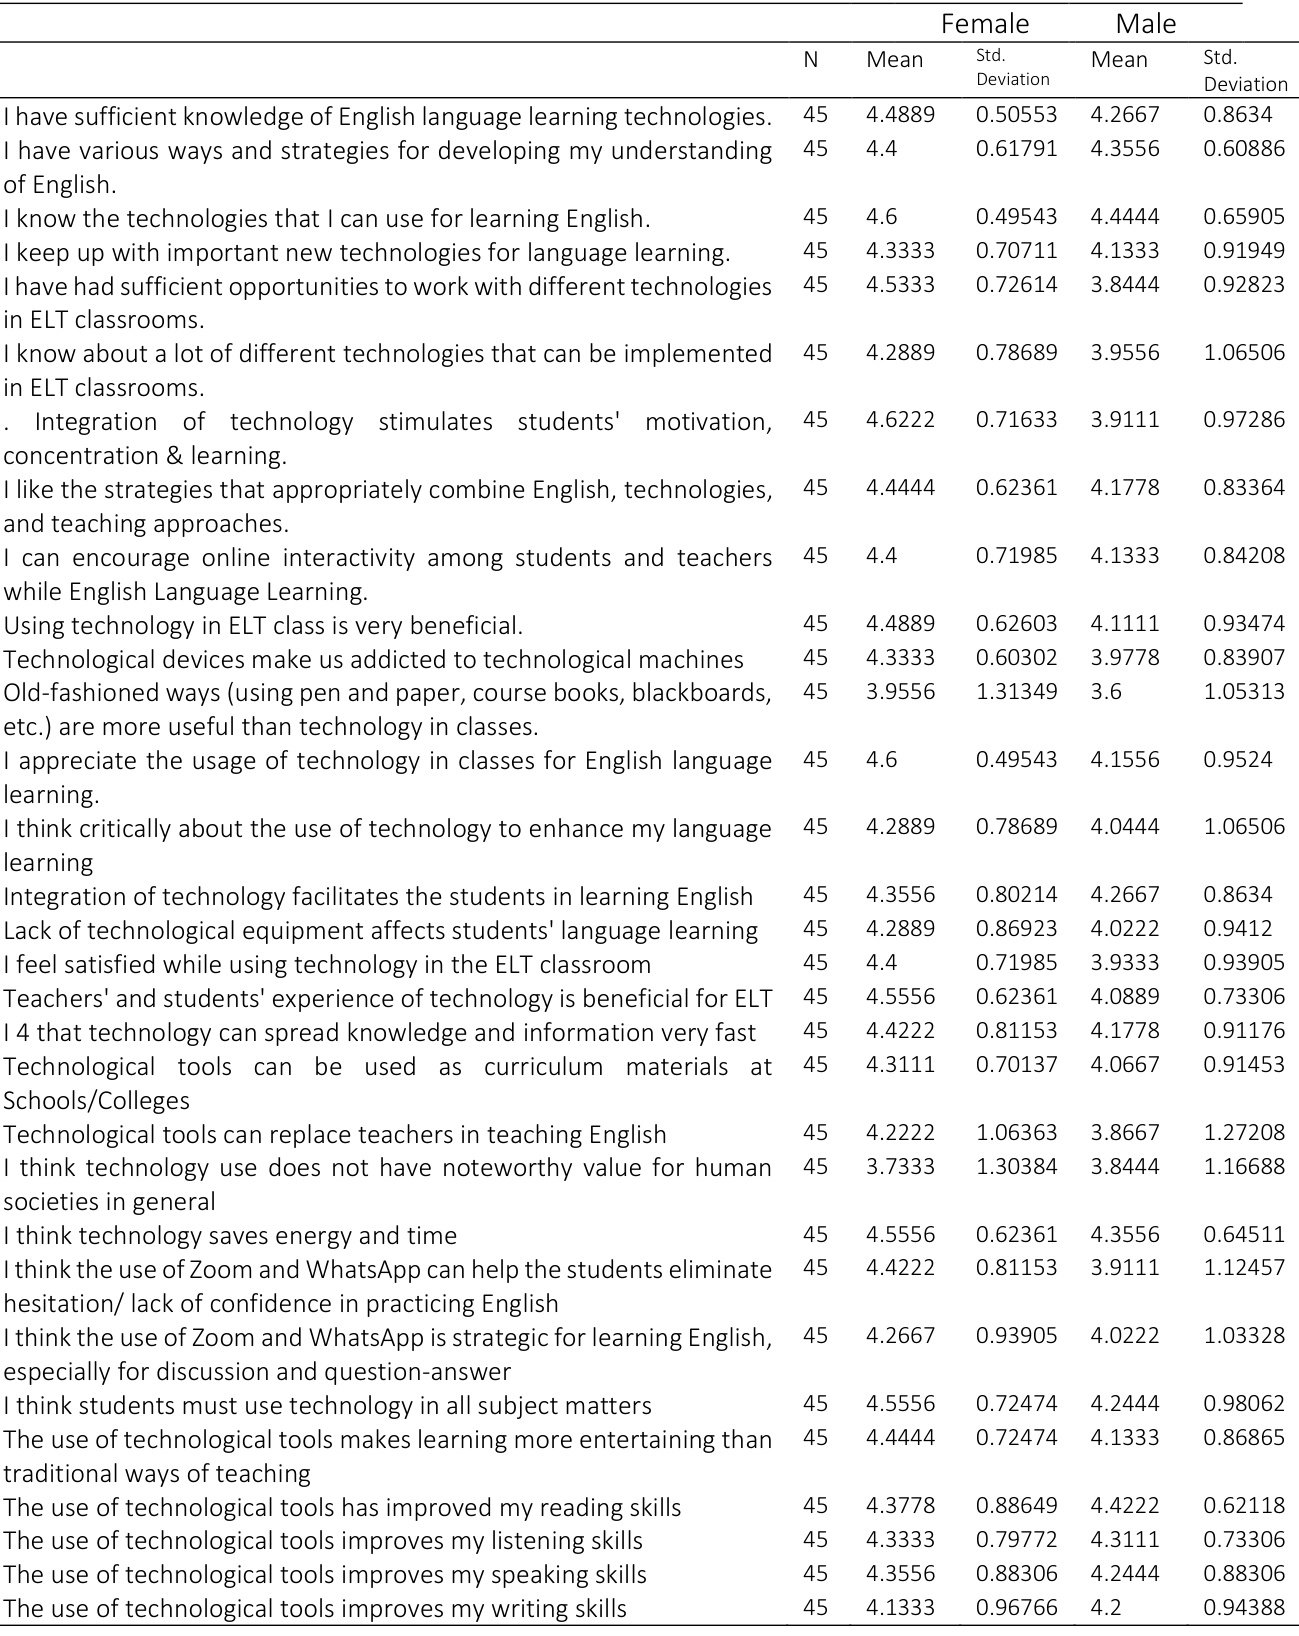 Female Male
N Mean Std. Deviation Mean Std. Deviation
I have sufficient knowledge of English language learning technologies. 45 4.4889 0.50553 4.2667 0.8634
I have various ways and strategies for developing my understanding 45 4.4 0.61791 4.3556 0.60886
of English.
I know the technologies that I can use for learning English. 45 4.6 0.49543 4.4444 0.65905
I keep up with important new technologies for language learning. 45 4.3333 0.70711 4.1333 0.91949
I have had sufficient opportunities to work with different technologies 45 4.5333 0.72614 3.8444 0.92823
in ELT classrooms.
I know about a lot of different technologies that can be implemented 45 4.2889 0.78689 3.9556 1.06506
in ELT classrooms.
. Integration of technology stimulates students' motivation, 45 4.6222 0.71633 3.9111 0.97286
concentration & learning.
I like the strategies that appropriately combine English, technologies, 45 4.4444 0.62361 4.1778 0.83364
and teaching approaches.
I can encourage online interactivity among students and teachers 45 4.4 0.71985 4.1333 0.84208
while English Language Learning.
Using technology in ELT class is very beneficial. 45 4.4889 0.62603 4.1111 0.93474
Technological devices make us addicted to technological machines 45 4.3333 0.60302 3.9778 0.83907
Old-fashioned ways (using pen and paper, course books, blackboards, 45 3.9556 1.31349 3.6 1.05313
etc.) are more useful than technology in classes.
I appreciate the usage of technology in classes for English language 45 4.6 0.49543 4.1556 0.9524
learning.
I think critically about the use of technology to enhance my language 45 4.2889 0.78689 4.0444 1.06506
learning
Integration of technology facilitates the students in learning English 45 4.3556 0.80214 4.2667 0.8634
Lack of technological equipment affects students' language learning 45 4.2889 0.86923 4.0222 0.9412
I feel satisfied while using technology in the ELT classroom 45 4.4 0.71985 3.9333 0.93905
Teachers' and students' experience of technology is beneficial for ELT 45 4.5556 0.62361 4.0889 0.73306
I 4 that technology can spread knowledge and information very fast 45 4.4222 0.81153 4.1778 0.91176
Technological tools can be used as curriculum materials at 45 4.3111 0.70137 4.0667 0.91453
Schools/Colleges
Technological tools can replace teachers in teaching English 45 4.2222 1.06363 3.8667 1.27208
I think technology use does not have noteworthy value for human 45 3.7333 1.30384 3.8444 1.16688
societies in general
I think technology saves energy and time 45 4.5556 0.62361 4.3556 0.64511
I think the use of Zoom and WhatsApp can help the students eliminate 45 4.4222 0.81153 3.9111 1.12457
hesitation/ lack of confidence in practicing English
I think the use of Zoom and WhatsApp is strategic for learning English, 45 4.2667 0.93905 4.0222 1.03328
especially for discussion and question-answer
I think students must use technology in all subject matters 45 4.5556 0.72474 4.2444 0.98062
The use of technological tools makes learning more entertaining than 45 4.4444 0.72474 4.1333 0.86865
traditional ways of teaching
The use of technological tools has improved my reading skills 45 4.3778 0.88649 4.4222 0.62118
The use of technological tools improves my listening skills 45 4.3333 0.79772 4.3111 0.73306
The use of technological tools improves my speaking skills 45 4.3556 0.88306 4.2444 0.88306
The use of technological tools improves my writing skills 45 4.1333 0.96766 4.2 0.94388